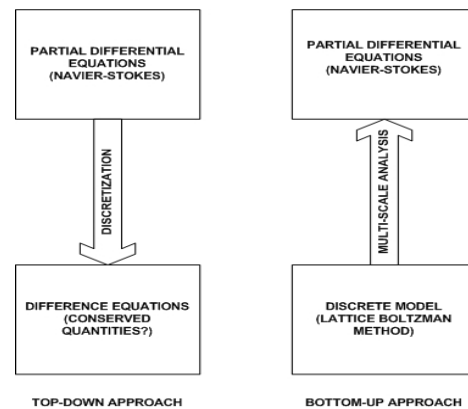 PARTIAL DIFFERENTIAL
EQUATIONS
(NAVIER-STOKES)
DISCRETIZATION
DIFFERENCE EQUATIONS
(CONSERVED
QUANTITIES?)
TOP-DOWN APPROACH
PARTIAL DIFFERENTIAL
EQUATIONS
(NAVIER-STOKES)
MULTI-SCALE ANALYSIS
DISCRETE MODEL
(LATTICE BOLTZMAN
METHOD)
BOTTOM-UP APPROACH